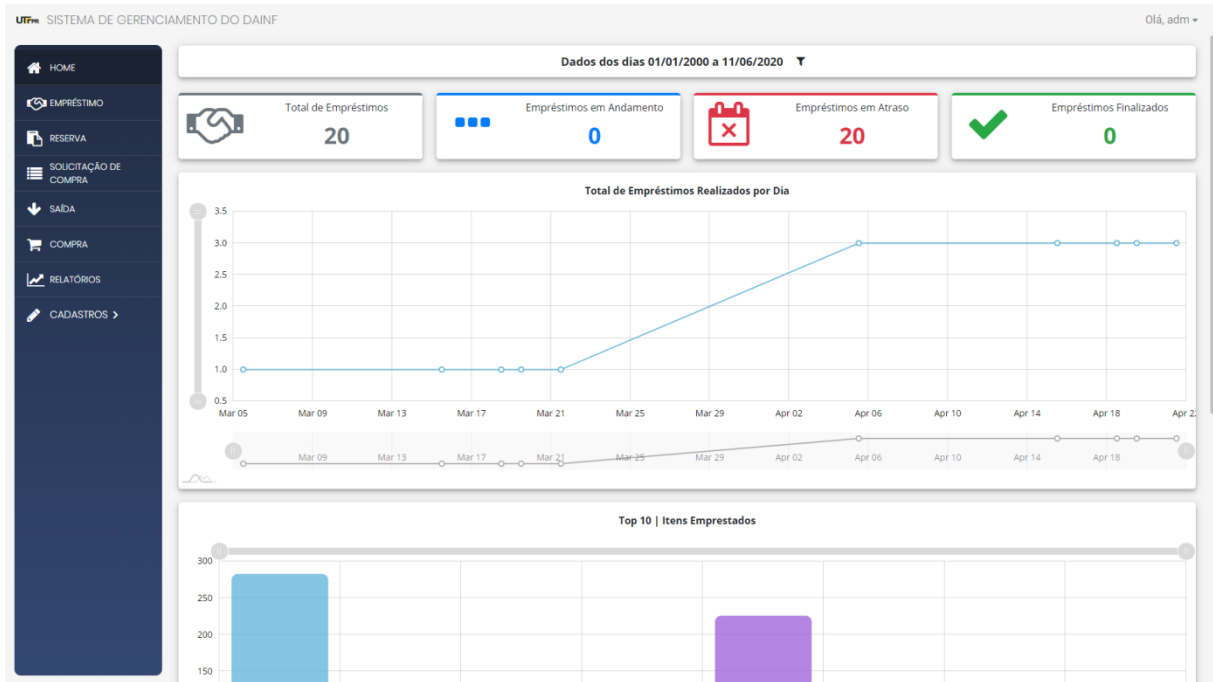 UTFPR SISTEMA DE GERENCIAMENTO DO DAINF
Olá, adm
HOME
EMPRÉSTIMO
RESERVA
SOLICITAÇÃO DE
COMPRA
SAÍDA
COMPRA
RELATÓRIOS
CADASTROS
Dados dos dias 01/01/2000 a 11/06/2020
Total de Empréstimos
20
Empréstimos em Andamento
0
Empréstimos em Atraso
20
Empréstimos Finalizados
0
Total de Empréstimos Realizados por Dia
3.5
3.0
2.5
2.0
1.5
1.0
0.5
Mar 05 Mar 09 Mar 13 Mar 17 Mar 21 Mar 25 Mar 29 Apr 02 Apr 06 Apr 10 Apr 14 Apr 18 Apr
Mar 09 Mar 13 Mar 17 Mar 21 Mar 25 Mar 29 Apr 02 Apr 06 Apr 10 Apr 14 Apr 18
Top 10 | Itens Emprestados
300
250
200
150